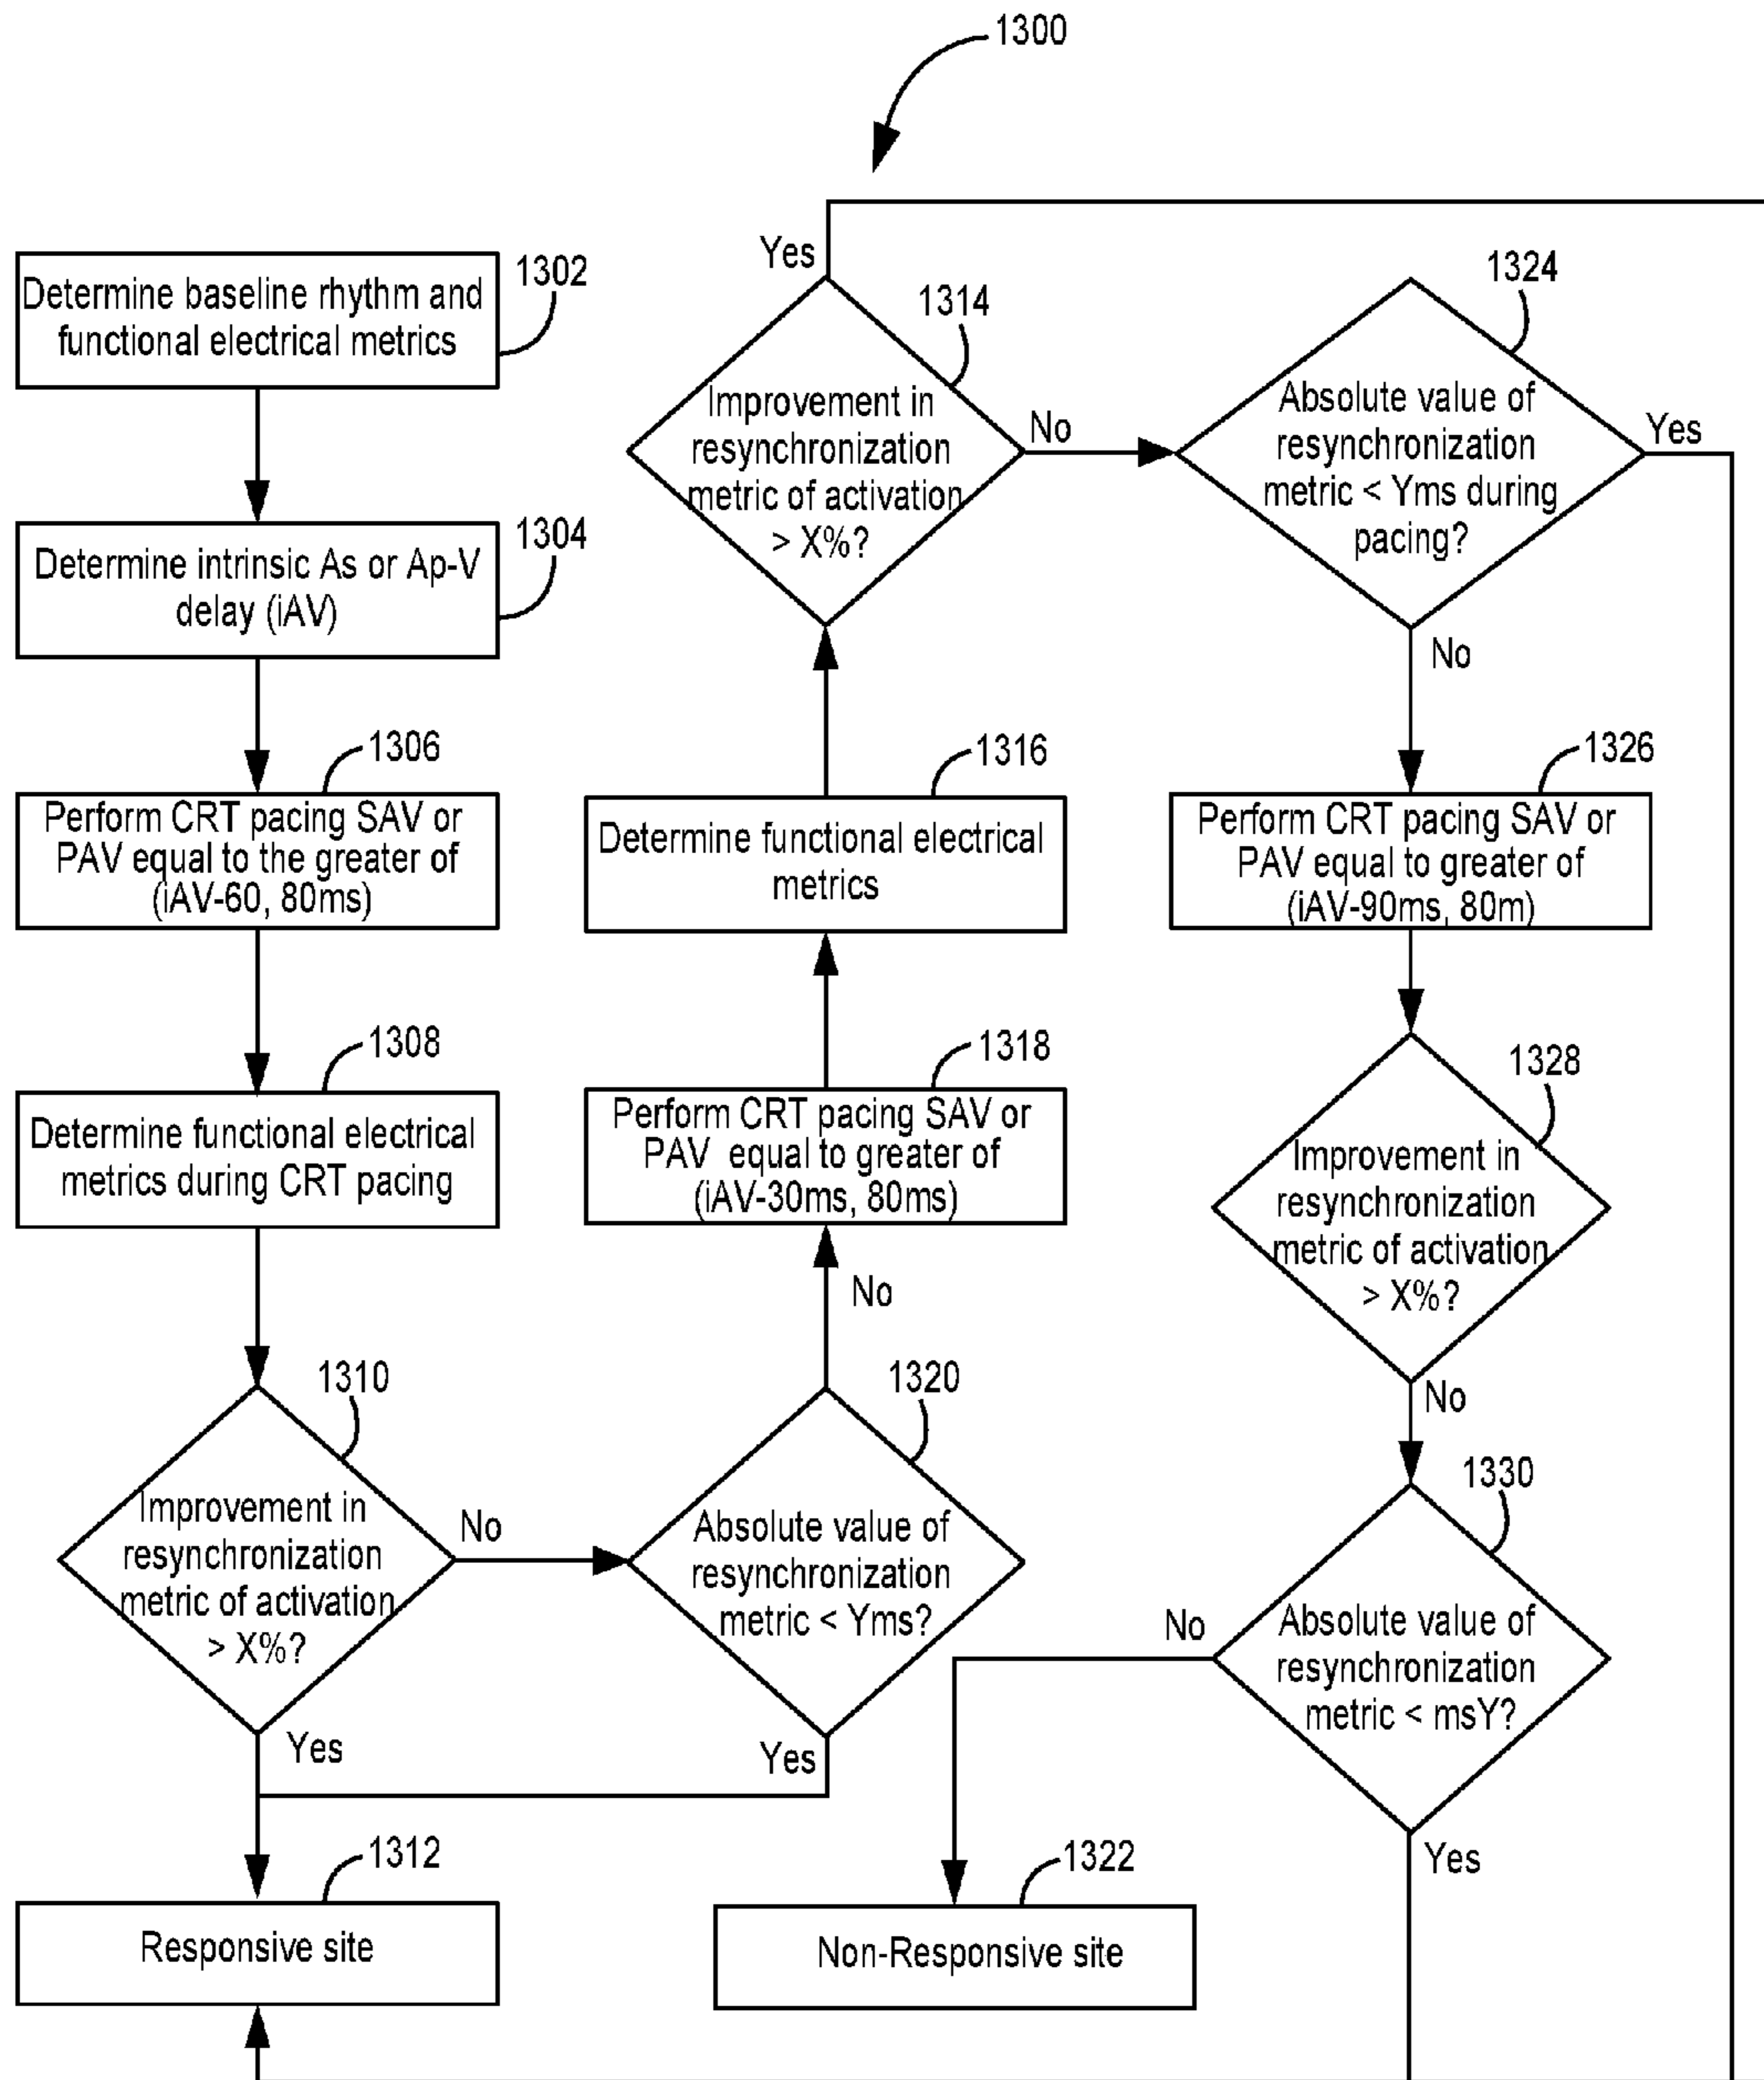 1300
Determine baseline rhythm and
functional electrical metrics
1302
Determine intrinsic As or Ap-V
delay (iAV)
1304
1306
Perform CRT pacing SAV or
PAV equal to the greater of
(iAV-60, 80ms)
1308
Determine functional electrical
metrics during CRT pacing
1310
Improvement in
resynchronization
metric of activation
> X%?
No
Yes
1312
Responsive site
Yes
1314
Improvement in
resynchronization
metric of activation
> X%?
No
1316
Determine functional electrical
metrics
1318
Perform CRT pacing SAV or
PAV equal to greater of
(iAV-30ms, 80ms)
No
1320
Absolute value of
resynchronization
metric < Yms?
Yes
1322
Non-Responsive site
1324
Absolute value of
resynchronization
metric < Yms during
pacing?
Yes
No
1326
Perform CRT pacing SAV or
PAV equal to greater of
(iAV-90ms, 80m)
1328
Improvement in
resynchronization
metric of activation
> X%?
No
1330
Absolute value of
resynchronization
metric < msY?
No
Yes